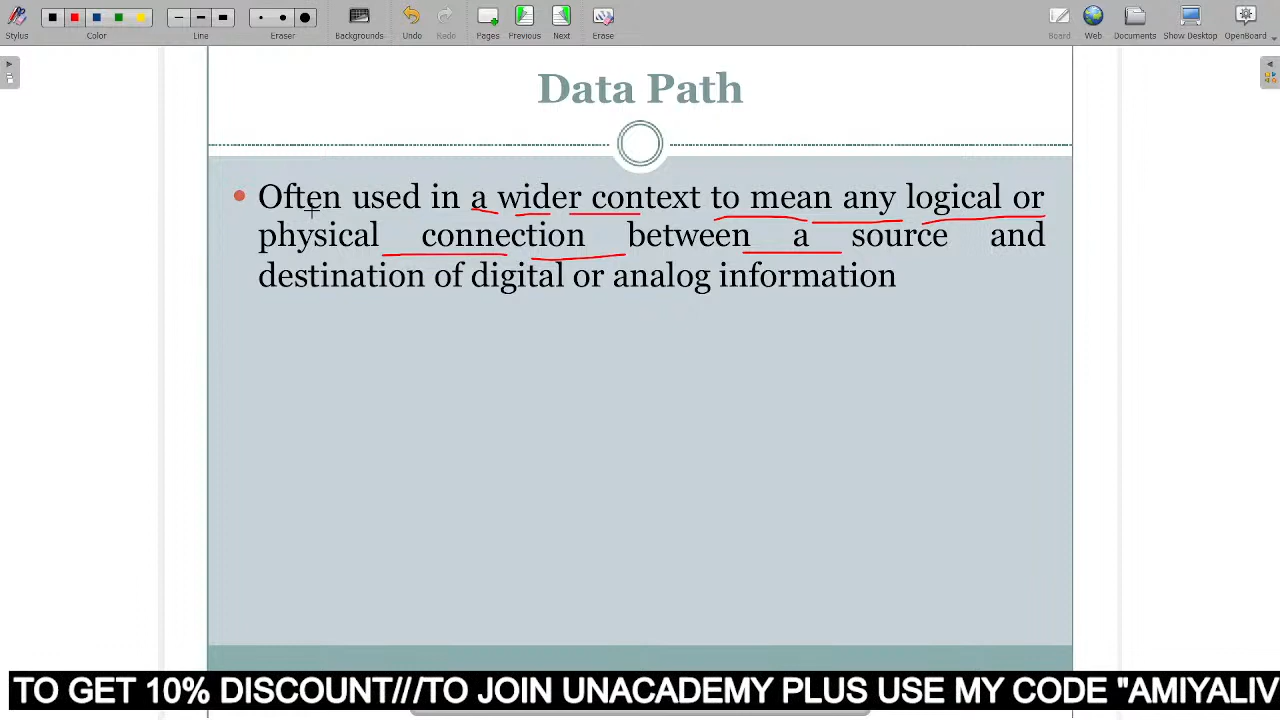 Stylus Color Line Eraser Backgrounds Undo Redo Pages Previous Next Erase Board Web Documents Show Desktop OpenBoard
Data Path
Often used in a wider context to mean any logical or
physical connection between a source and
destination of digital or analog information
TO GET 10% DISCOUNT///TO JOIN UNACADEMY PLUS USE MY CODE "AMIYALIV